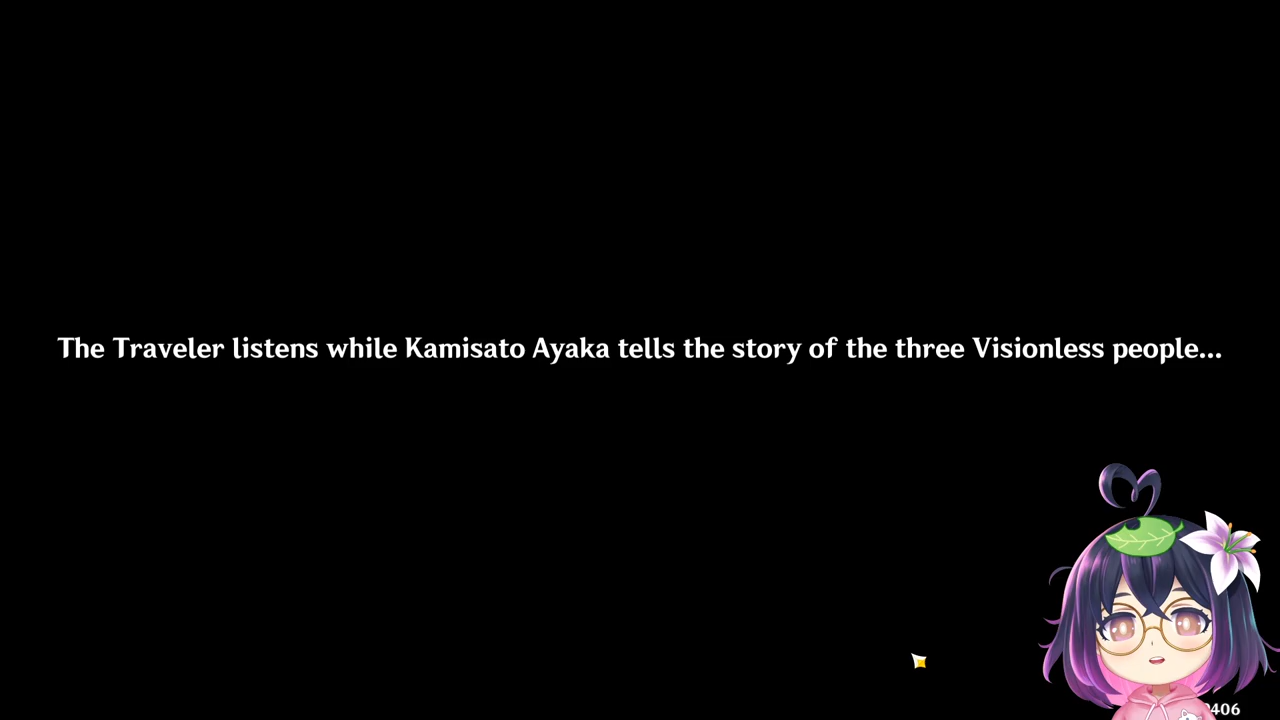 The Traveler listens while Kamisato Ayaka tells the story of the three Visionless people...